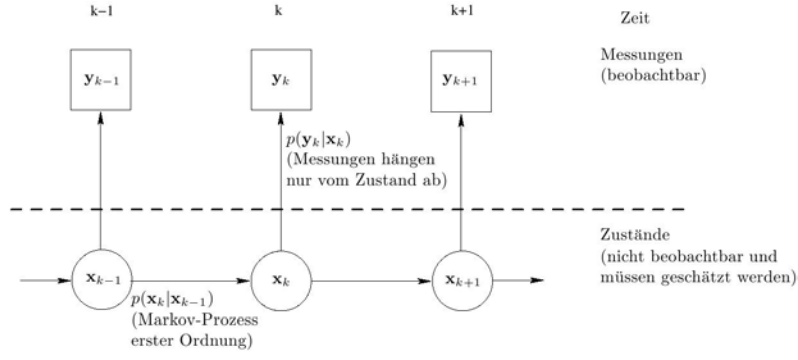 k−1 k k+1 Zeit
Messungen
(beobachtbar)
y_{k−1} y_k y_{k+1}
p(y_k|x_k)
(Messungen hängen
nur vom Zustand ab)
Zustände
(nicht beobachtbar und
müssen geschätzt werden)
x_{k−1} x_k x_{k+1}
p(x_k|x_{k−1})
(Markov-Prozess
erster Ordnung)